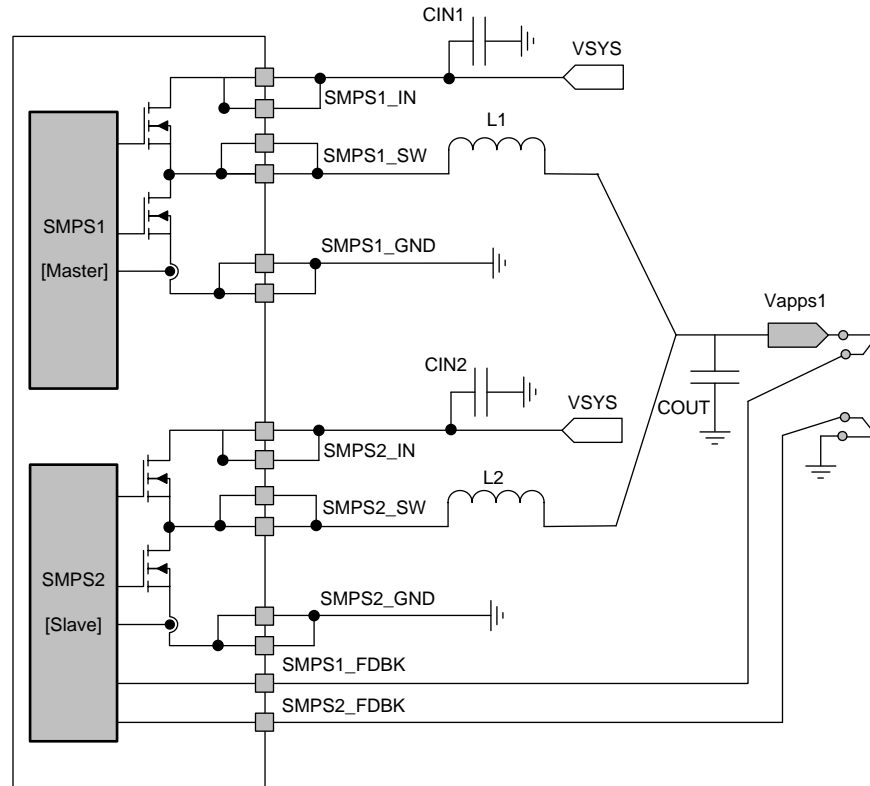 CIN1
VSYS
SMPS1_IN
L1
SMPS1_SW
SMPS1
[Master]
SMPS1_GND
Vapps1
CIN2
VSYS
COUT
SMPS2_IN
L2
SMPS2_SW
SMPS2
[Slave]
SMPS2_GND
SMPS1_FDBK
SMPS2_FDBK